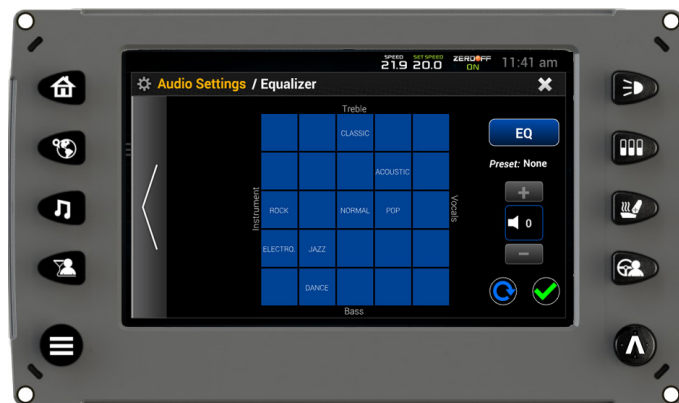 SPEED SET SPEED ZERO OFF 11:41 am
21.9 20.0 ON
Audio Settings / Equalizer
Treble
CLASSIC
EQ
ACOUSTIC
Preset: None
Instrument
Vocals
ROCK NORMAL POP
0
ELECTRO. JAZZ
DANCE
Bass